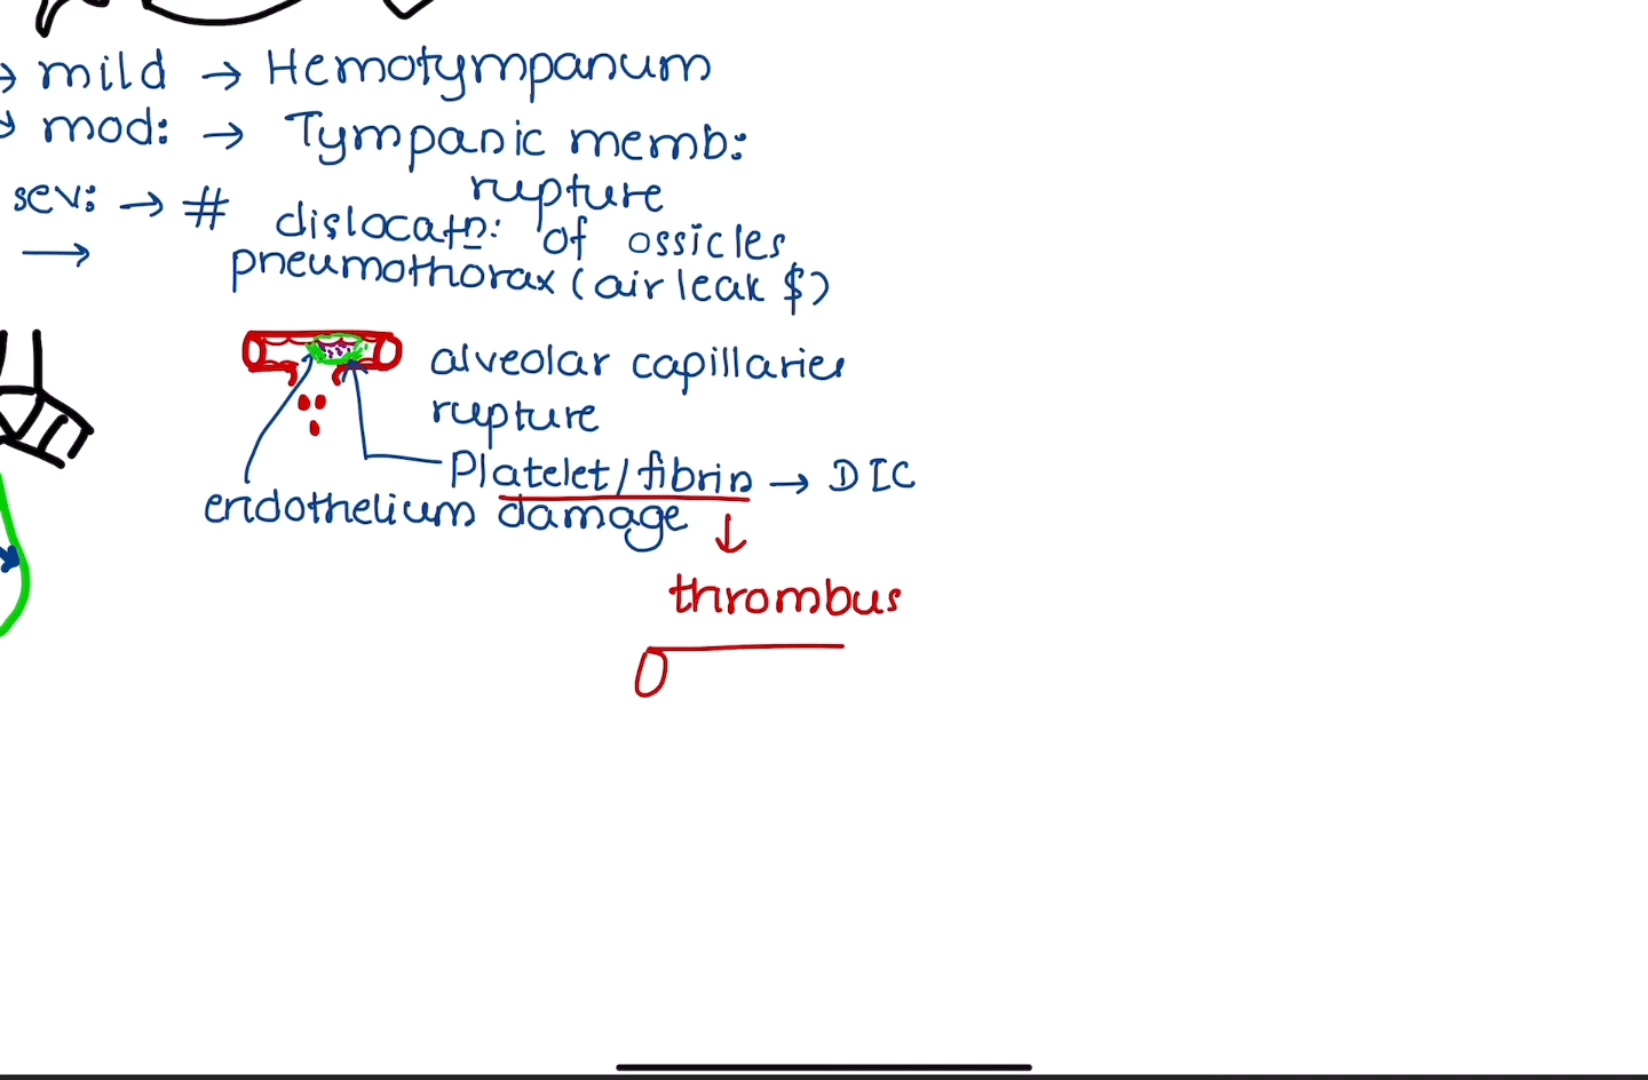 → mild → Hemotympanum
→ mod: → Tympanic memb:
rupture
sev: → # dislocatn: of ossicles
→ pneumothorax (air leak $)
alveolar capillaries
rupture
Platelet/fibrin → DIC
endothelium damage ↓
thrombus